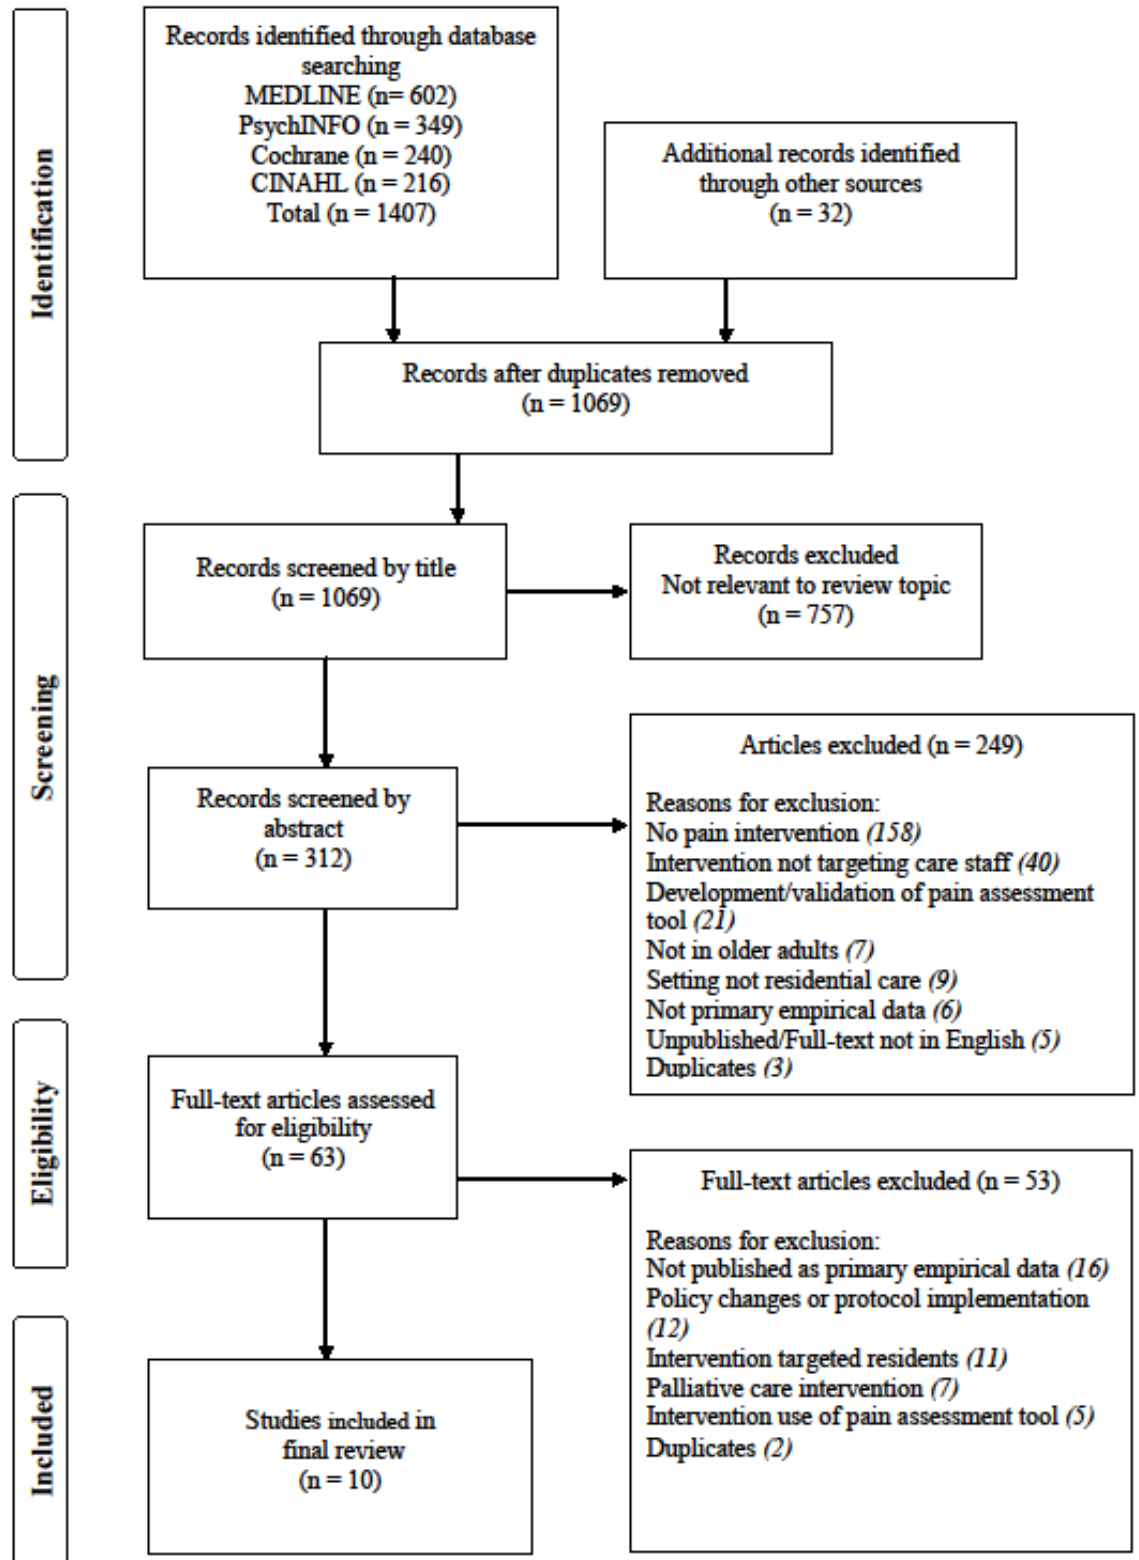 Identification
Records identified through database
searching
MEDLINE (n= 602)
PsychINFO (n = 349)
Cochrane (n = 240)
CINAHL (n = 216)
Total (n = 1407)
Additional records identified
through other sources
(n = 32)
Records after duplicates removed
(n = 1069)
Screening
Records screened by title
(n = 1069)
Records excluded
Not relevant to review topic
(n = 757)
Records screened by
abstract
(n = 312)
Articles excluded (n = 249)
Reasons for exclusion:
No pain intervention (158)
Intervention not targeting care staff (40)
Development/validation of pain assessment
tool (21)
Not in older adults (7)
Setting not residential care (9)
Not primary empirical data (6)
Unpublished/Full-text not in English (5)
Duplicates (3)
Eligibility
Full-text articles assessed
for eligibility
(n = 63)
Full-text articles excluded (n = 53)
Reasons for exclusion:
Not published as primary empirical data (16)
Policy changes or protocol implementation
(12)
Intervention targeted residents (11)
Palliative care intervention (7)
Intervention use of pain assessment tool (5)
Duplicates (2)
Included
Studies included in
final review
(n = 10)